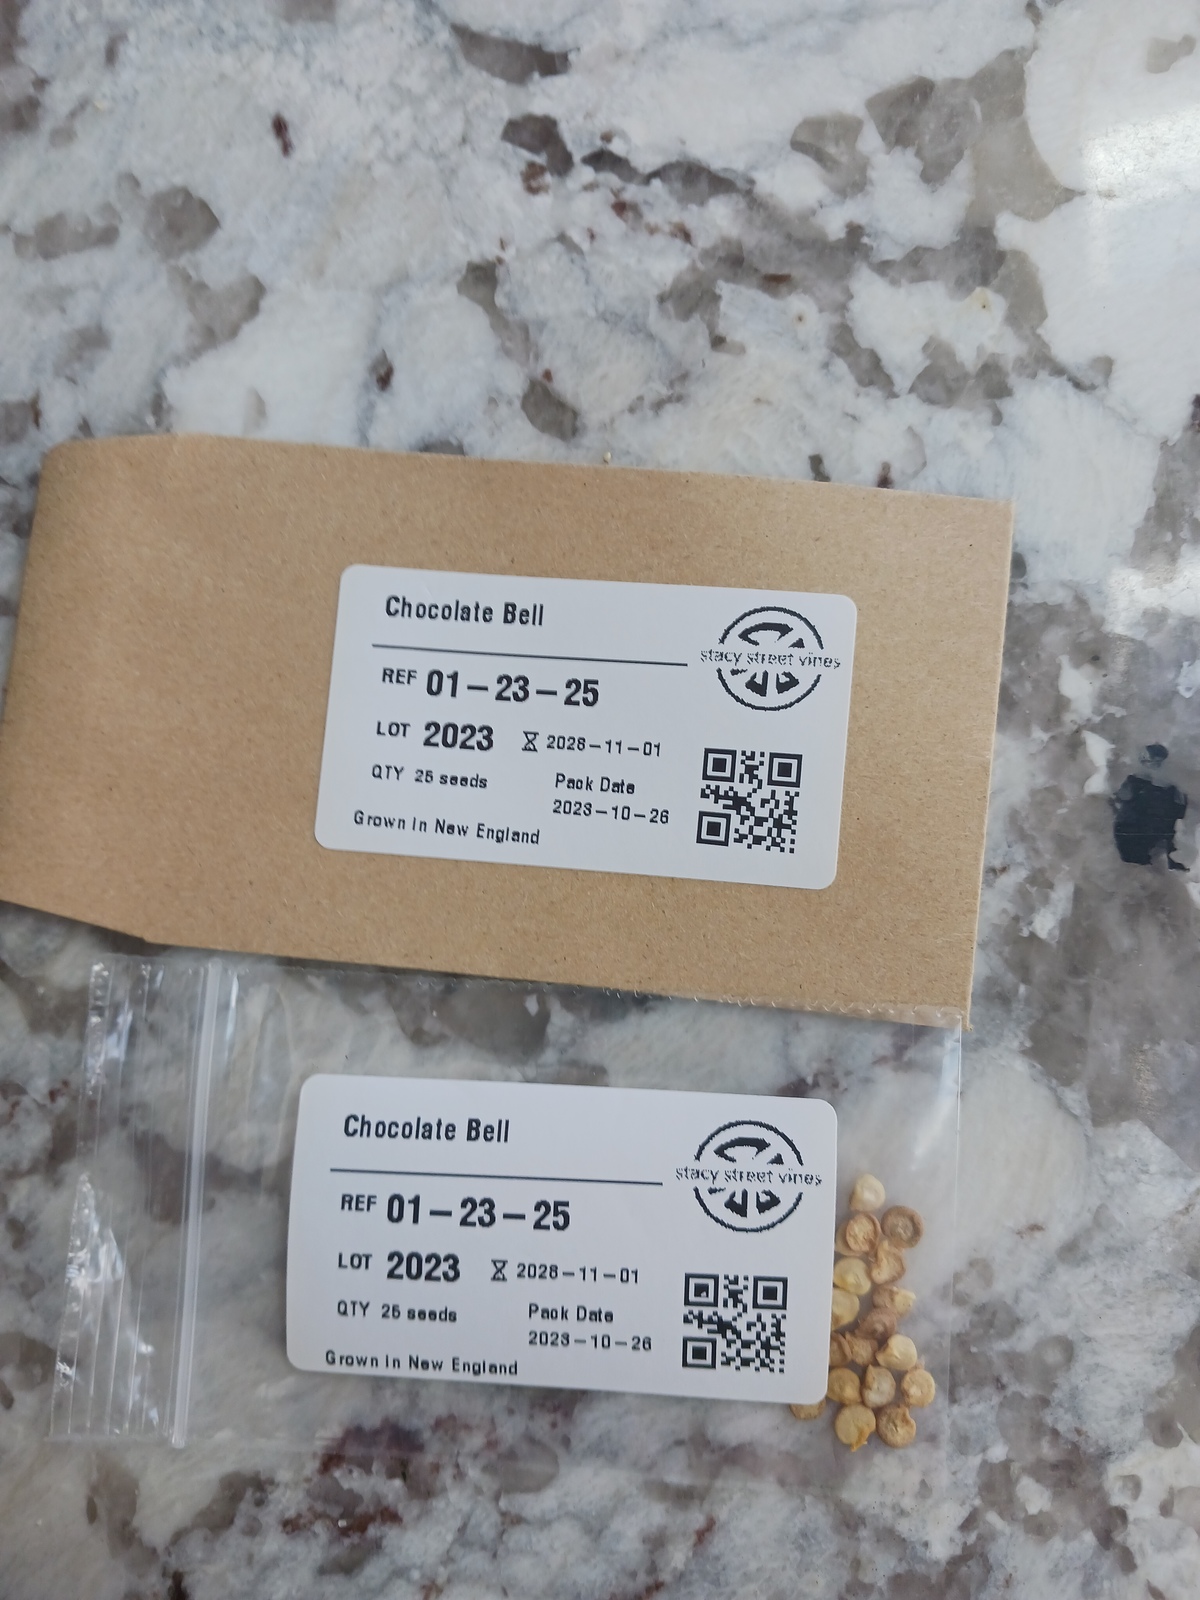 Chocolate Bell
stacy street vines
REF 01-23-25
LOT 2023 2028-11-01
QTY 25 seeds Pack Date
2023-10-26
Grown in New England
Chocolate Bell
stacy street vines
REF 01-23-25
LOT 2023 2028-11-01
QTY 25 seeds Pack Date
2023-10-26
Grown in New England